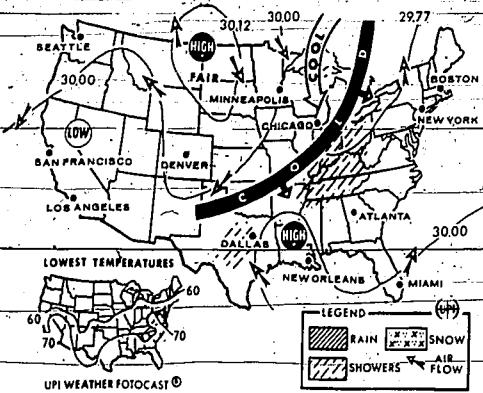 30.12
30.00
29.77
SEATTLE
HIGH
FAIR
COOL
COLD
30.00
MINNEAPOLIS
BOSTON
NEW YORK
LOW
CHICAGO
SAN FRANCISCO
DENVER
LOS ANGELES
ATLANTA
DALLAS
HIGH
30.00
NEW ORLEANS
MIAMI
LOWEST TEMPERATURES
60
60
70
70
UPI WEATHER FOTOCAST ®
LEGEND
UPI
RAIN
SNOW
SHOWERS
AIR
FLOW